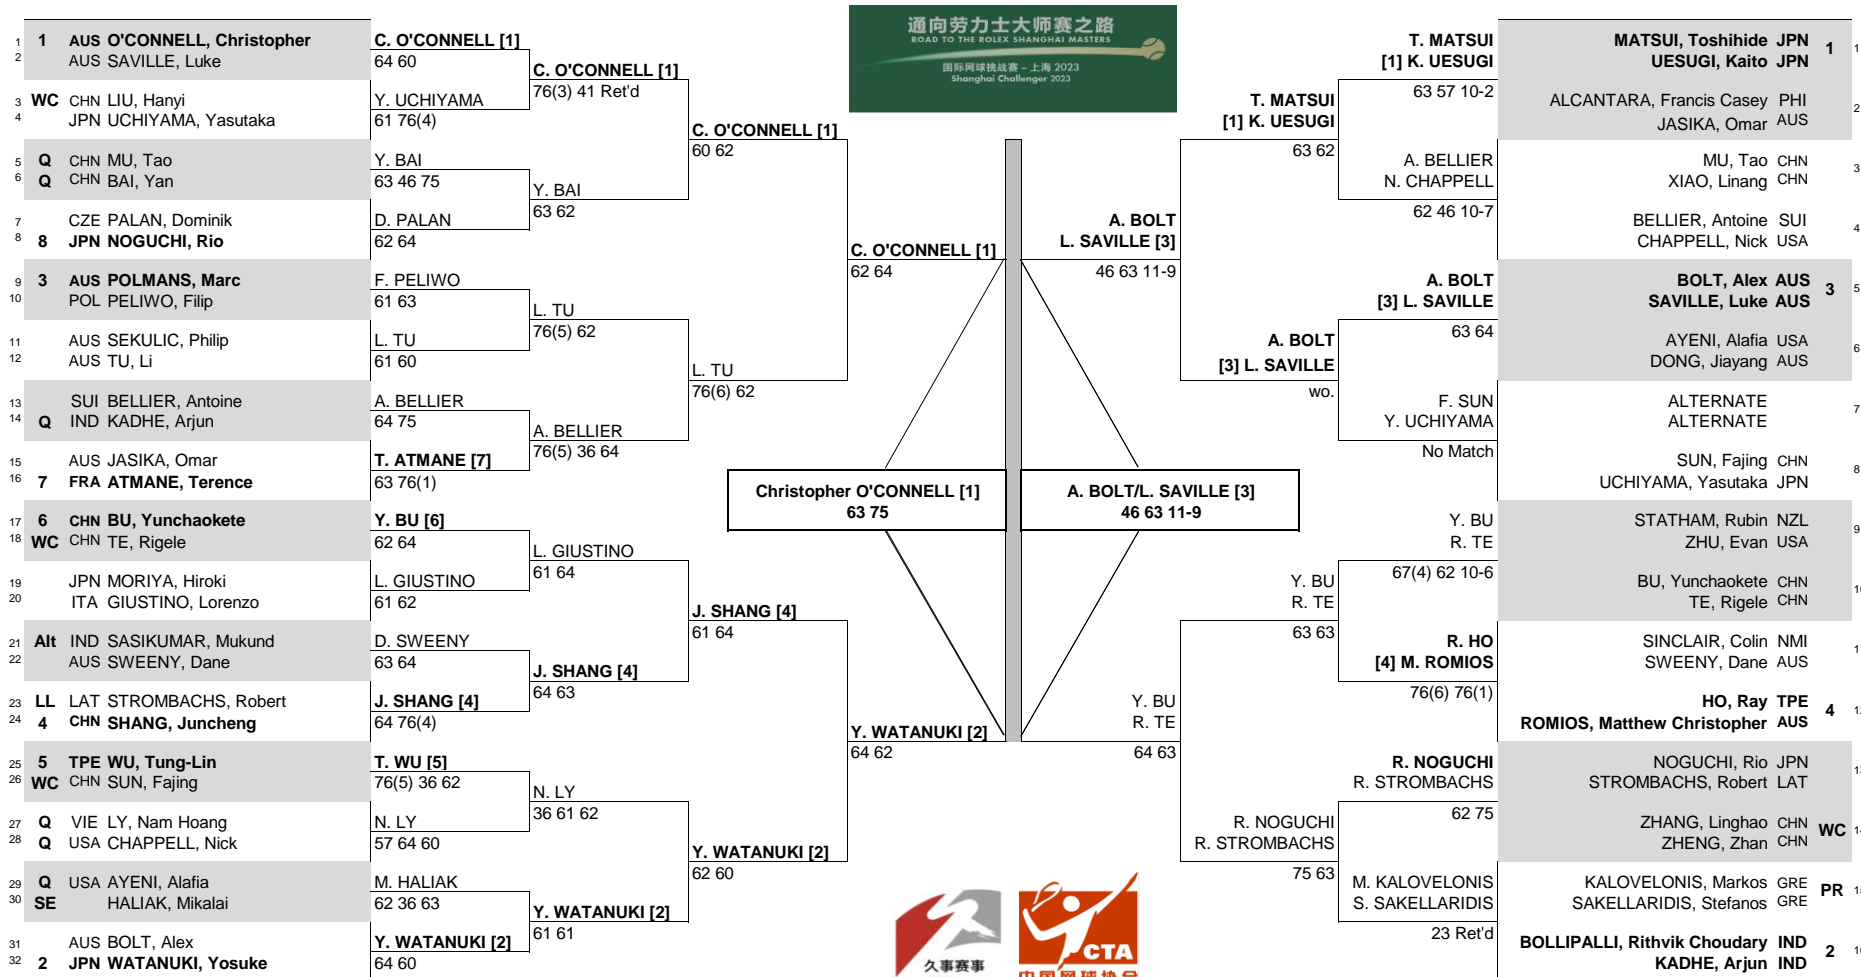 通向劳力士大师赛之路
ROAD TO THE ROLEX SHANGHAI MASTERS
国际网球挑战赛 – 上海 2023
Shanghai Challenger 2023
1 1 AUS O'CONNELL, Christopher
2 AUS SAVILLE, Luke
3 WC CHN LIU, Hanyi
4 JPN UCHIYAMA, Yasutaka
5 Q CHN MU, Tao
6 Q CHN BAI, Yan
7 CZE PALAN, Dominik
8 8 JPN NOGUCHI, Rio
9 3 AUS POLMANS, Marc
10 POL PELIWO, Filip
11 AUS SEKULIC, Philip
12 AUS TU, Li
13 SUI BELLIER, Antoine
14 Q IND KADHE, Arjun
15 AUS JASIKA, Omar
16 7 FRA ATMANE, Terence
17 6 CHN BU, Yunchaokete
18 WC CHN TE, Rigele
19 JPN MORIYA, Hiroki
20 ITA GIUSTINO, Lorenzo
21 Alt IND SASIKUMAR, Mukund
22 AUS SWEENY, Dane
23 LL LAT STROMBACHS, Robert
24 4 CHN SHANG, Juncheng
25 5 TPE WU, Tung-Lin
26 WC CHN SUN, Fajing
27 Q VIE LY, Nam Hoang
28 Q USA CHAPPELL, Nick
29 Q USA AYENI, Alafia
30 SE HALIAK, Mikalai
31 AUS BOLT, Alex
32 2 JPN WATANUKI, Yosuke
C. O'CONNELL [1]
64 60
Y. UCHIYAMA
61 76(4)
Y. BAI
63 46 75
D. PALAN
62 64
F. PELIWO
61 63
L. TU
61 60
A. BELLIER
64 75
T. ATMANE [7]
63 76(1)
Y. BU [6]
62 64
L. GIUSTINO
61 62
D. SWEENY
63 64
J. SHANG [4]
64 76(4)
T. WU [5]
76(5) 36 62
N. LY
57 64 60
M. HALIAK
62 36 63
Y. WATANUKI [2]
64 60
C. O'CONNELL [1]
76(3) 41 Ret'd
Y. BAI
63 62
L. TU
76(5) 62
A. BELLIER
76(5) 36 64
L. GIUSTINO
61 64
J. SHANG [4]
64 63
N. LY
36 61 62
Y. WATANUKI [2]
61 61
C. O'CONNELL [1]
60 62
L. TU
76(6) 62
J. SHANG [4]
61 64
Y. WATANUKI [2]
62 60
C. O'CONNELL [1]
62 64
Y. WATANUKI [2]
64 62
Christopher O'CONNELL [1]
63 75
A. BOLT/L. SAVILLE [3]
46 63 11-9
A. BOLT
L. SAVILLE [3]
46 63 11-9
Y. BU
R. TE
64 63
T. MATSUI
[1] K. UESUGI
63 62
A. BOLT
[3] L. SAVILLE
wo.
Y. BU
R. TE
63 63
R. NOGUCHI
R. STROMBACHS
75 63
T. MATSUI
[1] K. UESUGI
63 57 10-2
A. BELLIER
N. CHAPPELL
62 46 10-7
A. BOLT
[3] L. SAVILLE
63 64
F. SUN
Y. UCHIYAMA
No Match
Y. BU
R. TE
67(4) 62 10-6
R. HO
[4] M. ROMIOS
76(6) 76(1)
R. NOGUCHI
R. STROMBACHS
62 75
M. KALOVELONIS
S. SAKELLARIDIS
23 Ret'd
MATSUI, Toshihide JPN 1 1
UESUGI, Kaito JPN
ALCANTARA, Francis Casey PHI 2
JASIKA, Omar AUS
MU, Tao CHN 3
XIAO, Linang CHN
BELLIER, Antoine SUI 4
CHAPPELL, Nick USA
BOLT, Alex AUS 3 5
SAVILLE, Luke AUS
AYENI, Alafia USA 6
DONG, Jiayang AUS
ALTERNATE 7
ALTERNATE
SUN, Fajing CHN 8
UCHIYAMA, Yasutaka JPN
STATHAM, Rubin NZL 9
ZHU, Evan USA
BU, Yunchaokete CHN
TE, Rigele CHN
SINCLAIR, Colin NMI
SWEENY, Dane AUS
HO, Ray TPE 4
ROMIOS, Matthew Christopher AUS
NOGUCHI, Rio JPN
STROMBACHS, Robert LAT
ZHANG, Linghao CHN WC
ZHENG, Zhan CHN
KALOVELONIS, Markos GRE PR
SAKELLARIDIS, Stefanos GRE
BOLLIPALLI, Rithvik Choudary IND 2
KADHE, Arjun IND
久事赛事
CTA
中国网球协会